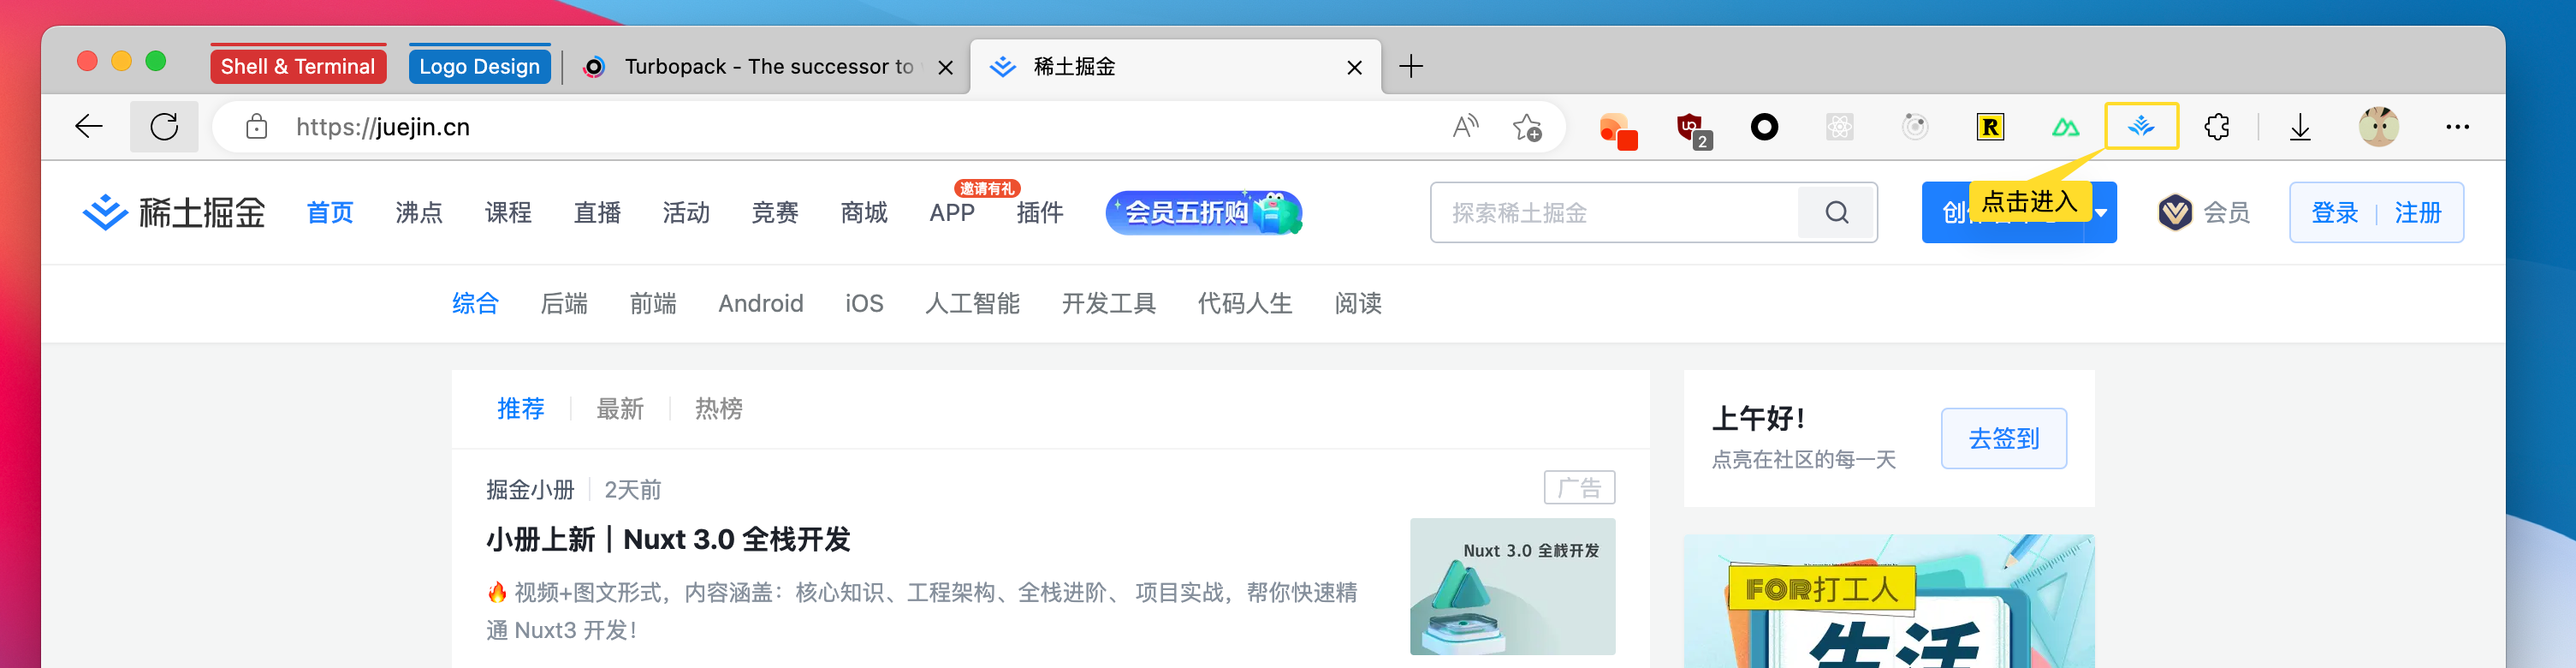 Shell & Terminal
Logo Design
Turbopack - The successor to
稀土掘金
https://juejin.cn
2
R
稀土掘金
首页
沸点
课程
直播
活动
竞赛
商城
APP
邀请有礼
插件
会员五折购
探索稀土掘金
创
点击进入
会员
登录
注册
综合
后端
前端
Android
iOS
人工智能
开发工具
代码人生
阅读
推荐
最新
热榜
掘金小册
2天前
广告
小册上新 | Nuxt 3.0 全栈开发
🔥 视频+图文形式，内容涵盖：核心知识、工程架构、全栈进阶、 项目实战，帮你快速精
通 Nuxt3 开发！
Nuxt 3.0 全栈开发
上午好！
点亮在社区的每一天
去签到
FOR打工人
生活